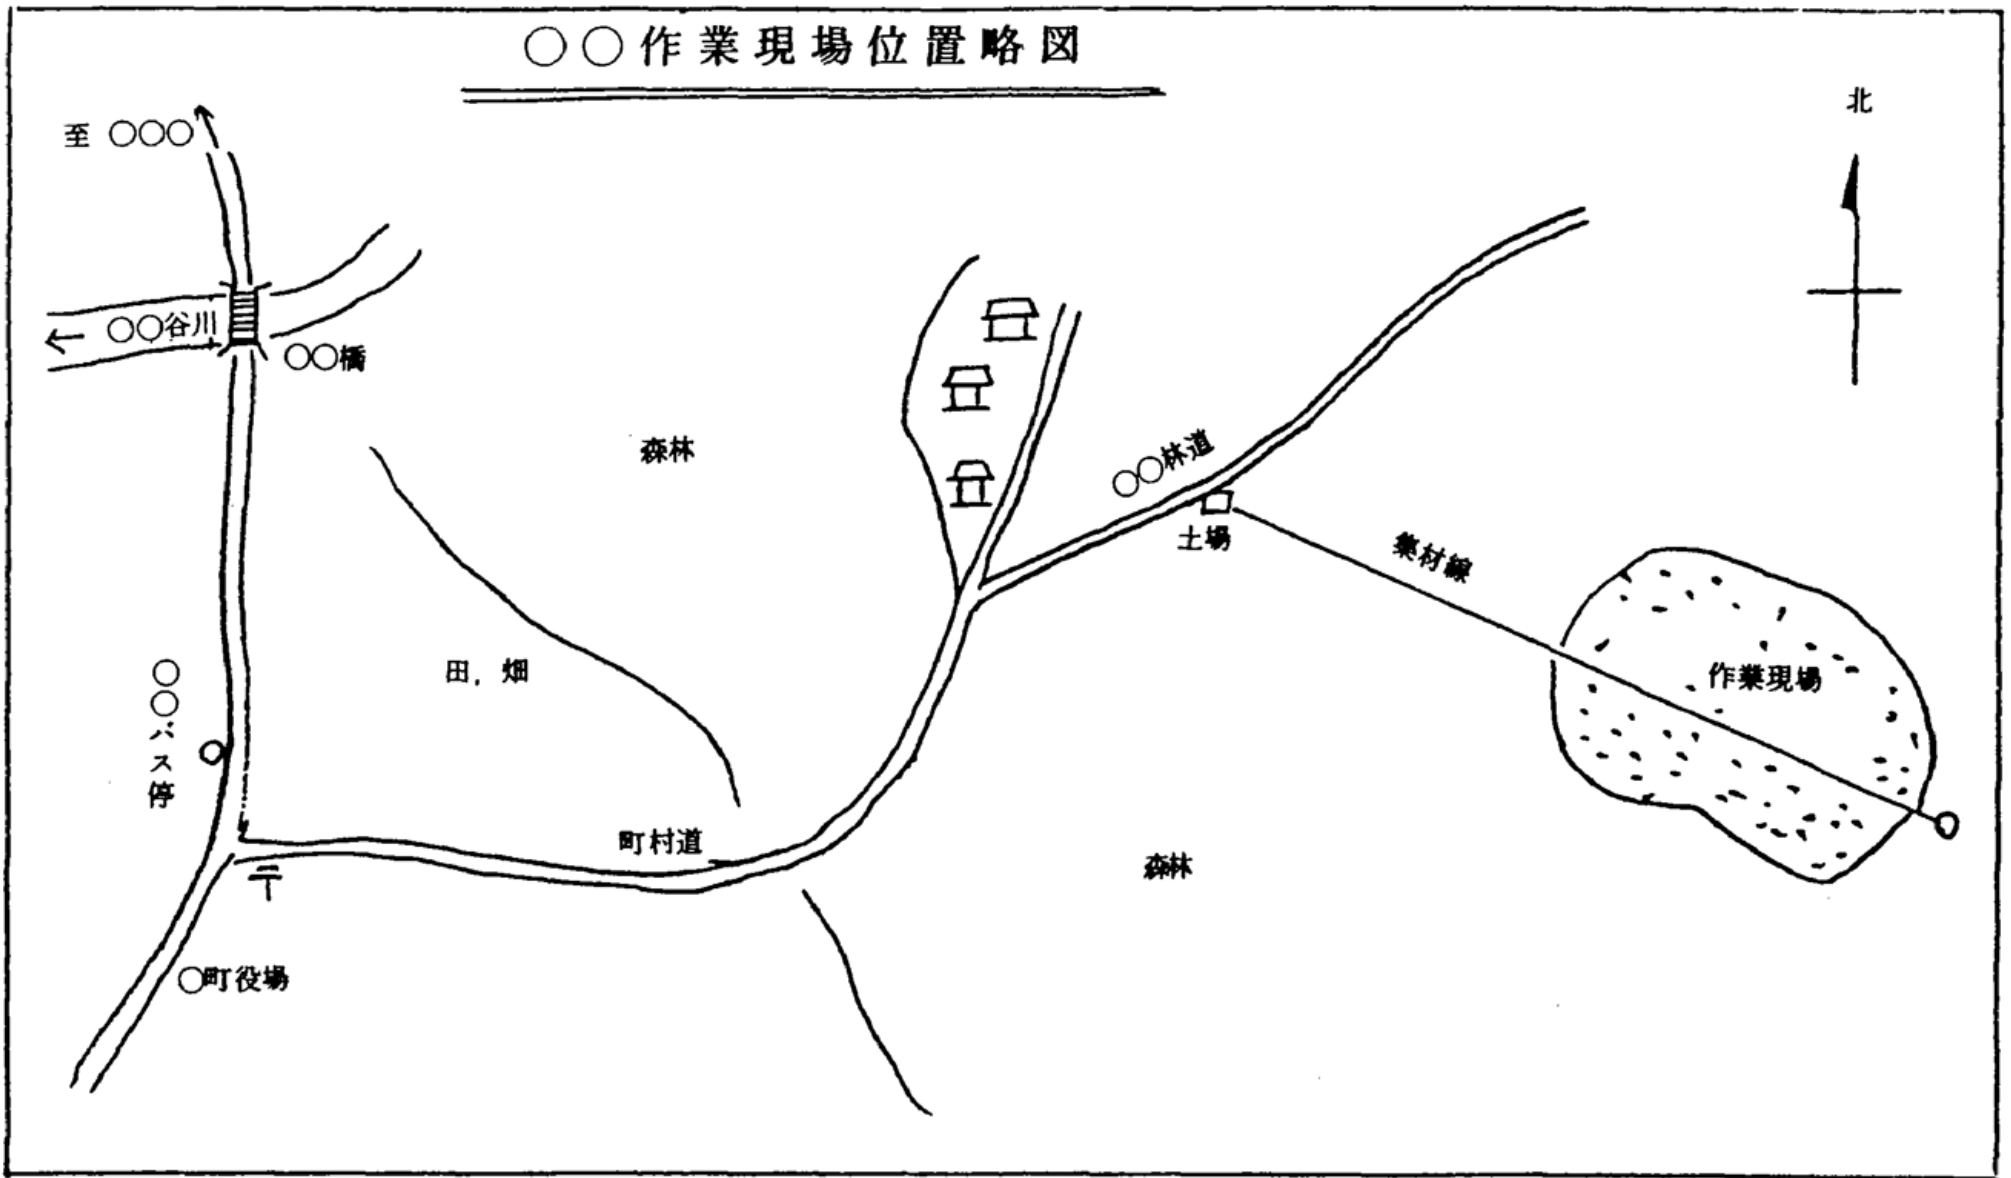 ○○作業現場位置略図
北
至 ○○○
○○谷川
○○橋
森林
○○林道
土場
集材線
田，畑
作業現場
○○バス停
町村道
森林
〒
○町役場